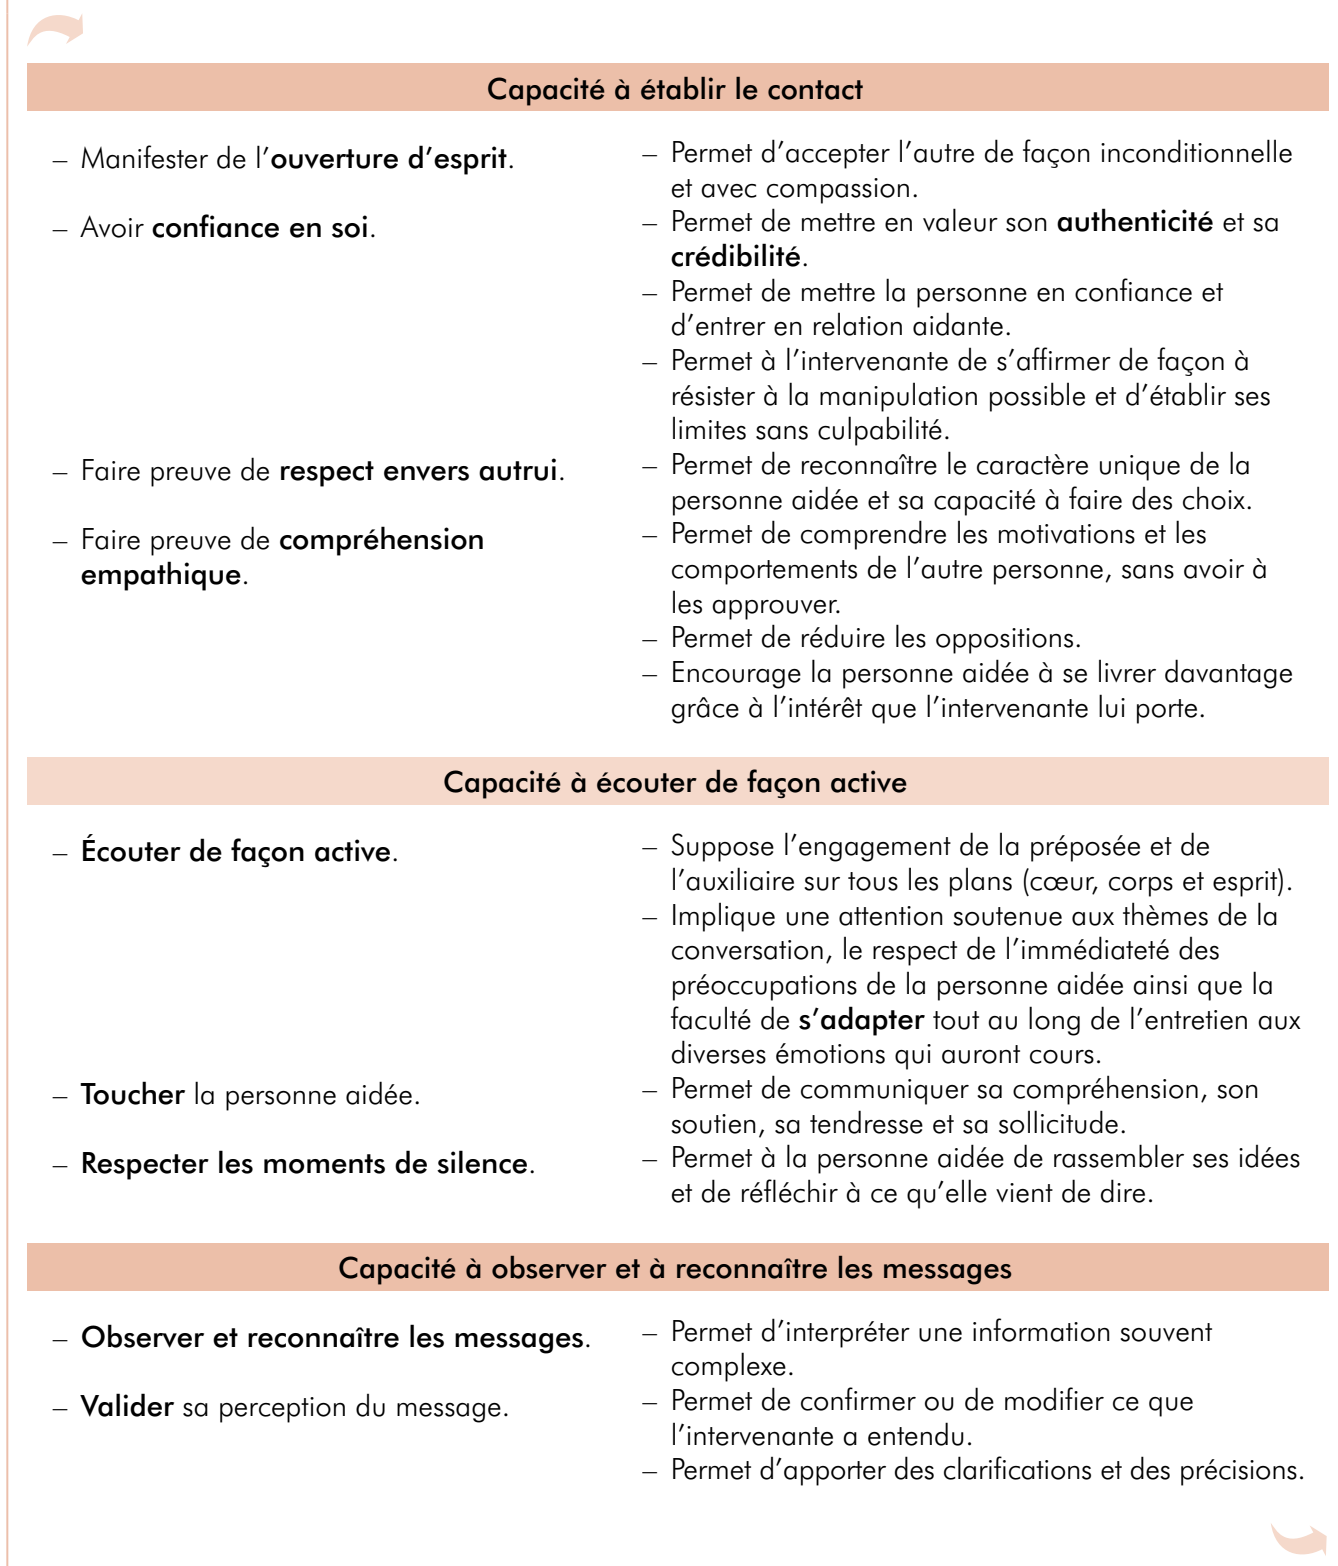 Capacité à établir le contact
– Manifester de l’ouverture d’esprit.
– Permet d’accepter l’autre de façon inconditionnelle
et avec compassion.
– Avoir confiance en soi.
– Permet de mettre en valeur son authenticité et sa
crédibilité.
– Permet de mettre la personne en confiance et
d’entrer en relation aidante.
– Permet à l’intervenante de s’affirmer de façon à
résister à la manipulation possible et d’établir ses
limites sans culpabilité.
– Faire preuve de respect envers autrui.
– Permet de reconnaître le caractère unique de la
personne aidée et sa capacité à faire des choix.
– Faire preuve de compréhension
empathique.
– Permet de comprendre les motivations et les
comportements de l’autre personne, sans avoir à
les approuver.
– Permet de réduire les oppositions.
– Encourage la personne aidée à se livrer davantage
grâce à l’intérêt que l’intervenante lui porte.
Capacité à écouter de façon active
– Écouter de façon active.
– Suppose l’engagement de la préposée et de
l’auxiliaire sur tous les plans (cœur, corps et esprit).
– Implique une attention soutenue aux thèmes de la
conversation, le respect de l’immédiateté des
préoccupations de la personne aidée ainsi que la
faculté de s’adapter tout au long de l’entretien aux
diverses émotions qui auront cours.
– Toucher la personne aidée.
– Permet de communiquer sa compréhension, son
soutien, sa tendresse et sa sollicitude.
– Respecter les moments de silence.
– Permet à la personne aidée de rassembler ses idées
et de réfléchir à ce qu’elle vient de dire.
Capacité à observer et à reconnaître les messages
– Observer et reconnaître les messages.
– Permet d’interpréter une information souvent
complexe.
– Valider sa perception du message.
– Permet de confirmer ou de modifier ce que
l’intervenante a entendu.
– Permet d’apporter des clarifications et des précisions.